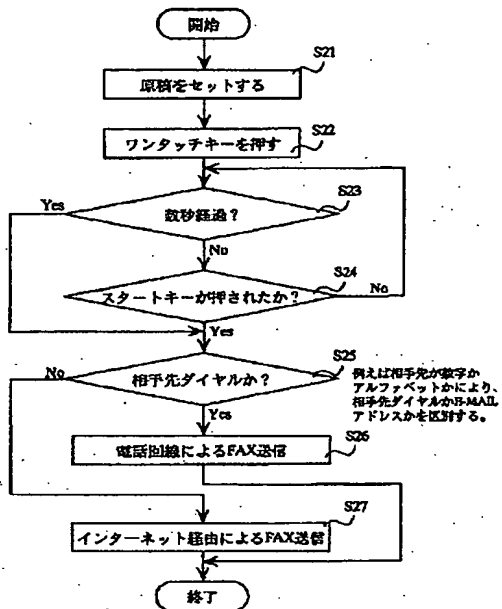 開始
S21
原稿をセットする
S22
ワンタッチキーを押す
S23
Yes
数秒経過?
No
S24
スタートキーが押されたか?
No
Yes
S25
No
相手先ダイヤルか?
例えば相手先が数字か
アルファベットかにより、
相手先ダイヤルかE-MAIL
アドレスかを区別する。
Yes
S26
電話回線によるFAX送信
S27
インターネット経由によるFAX送信
終了